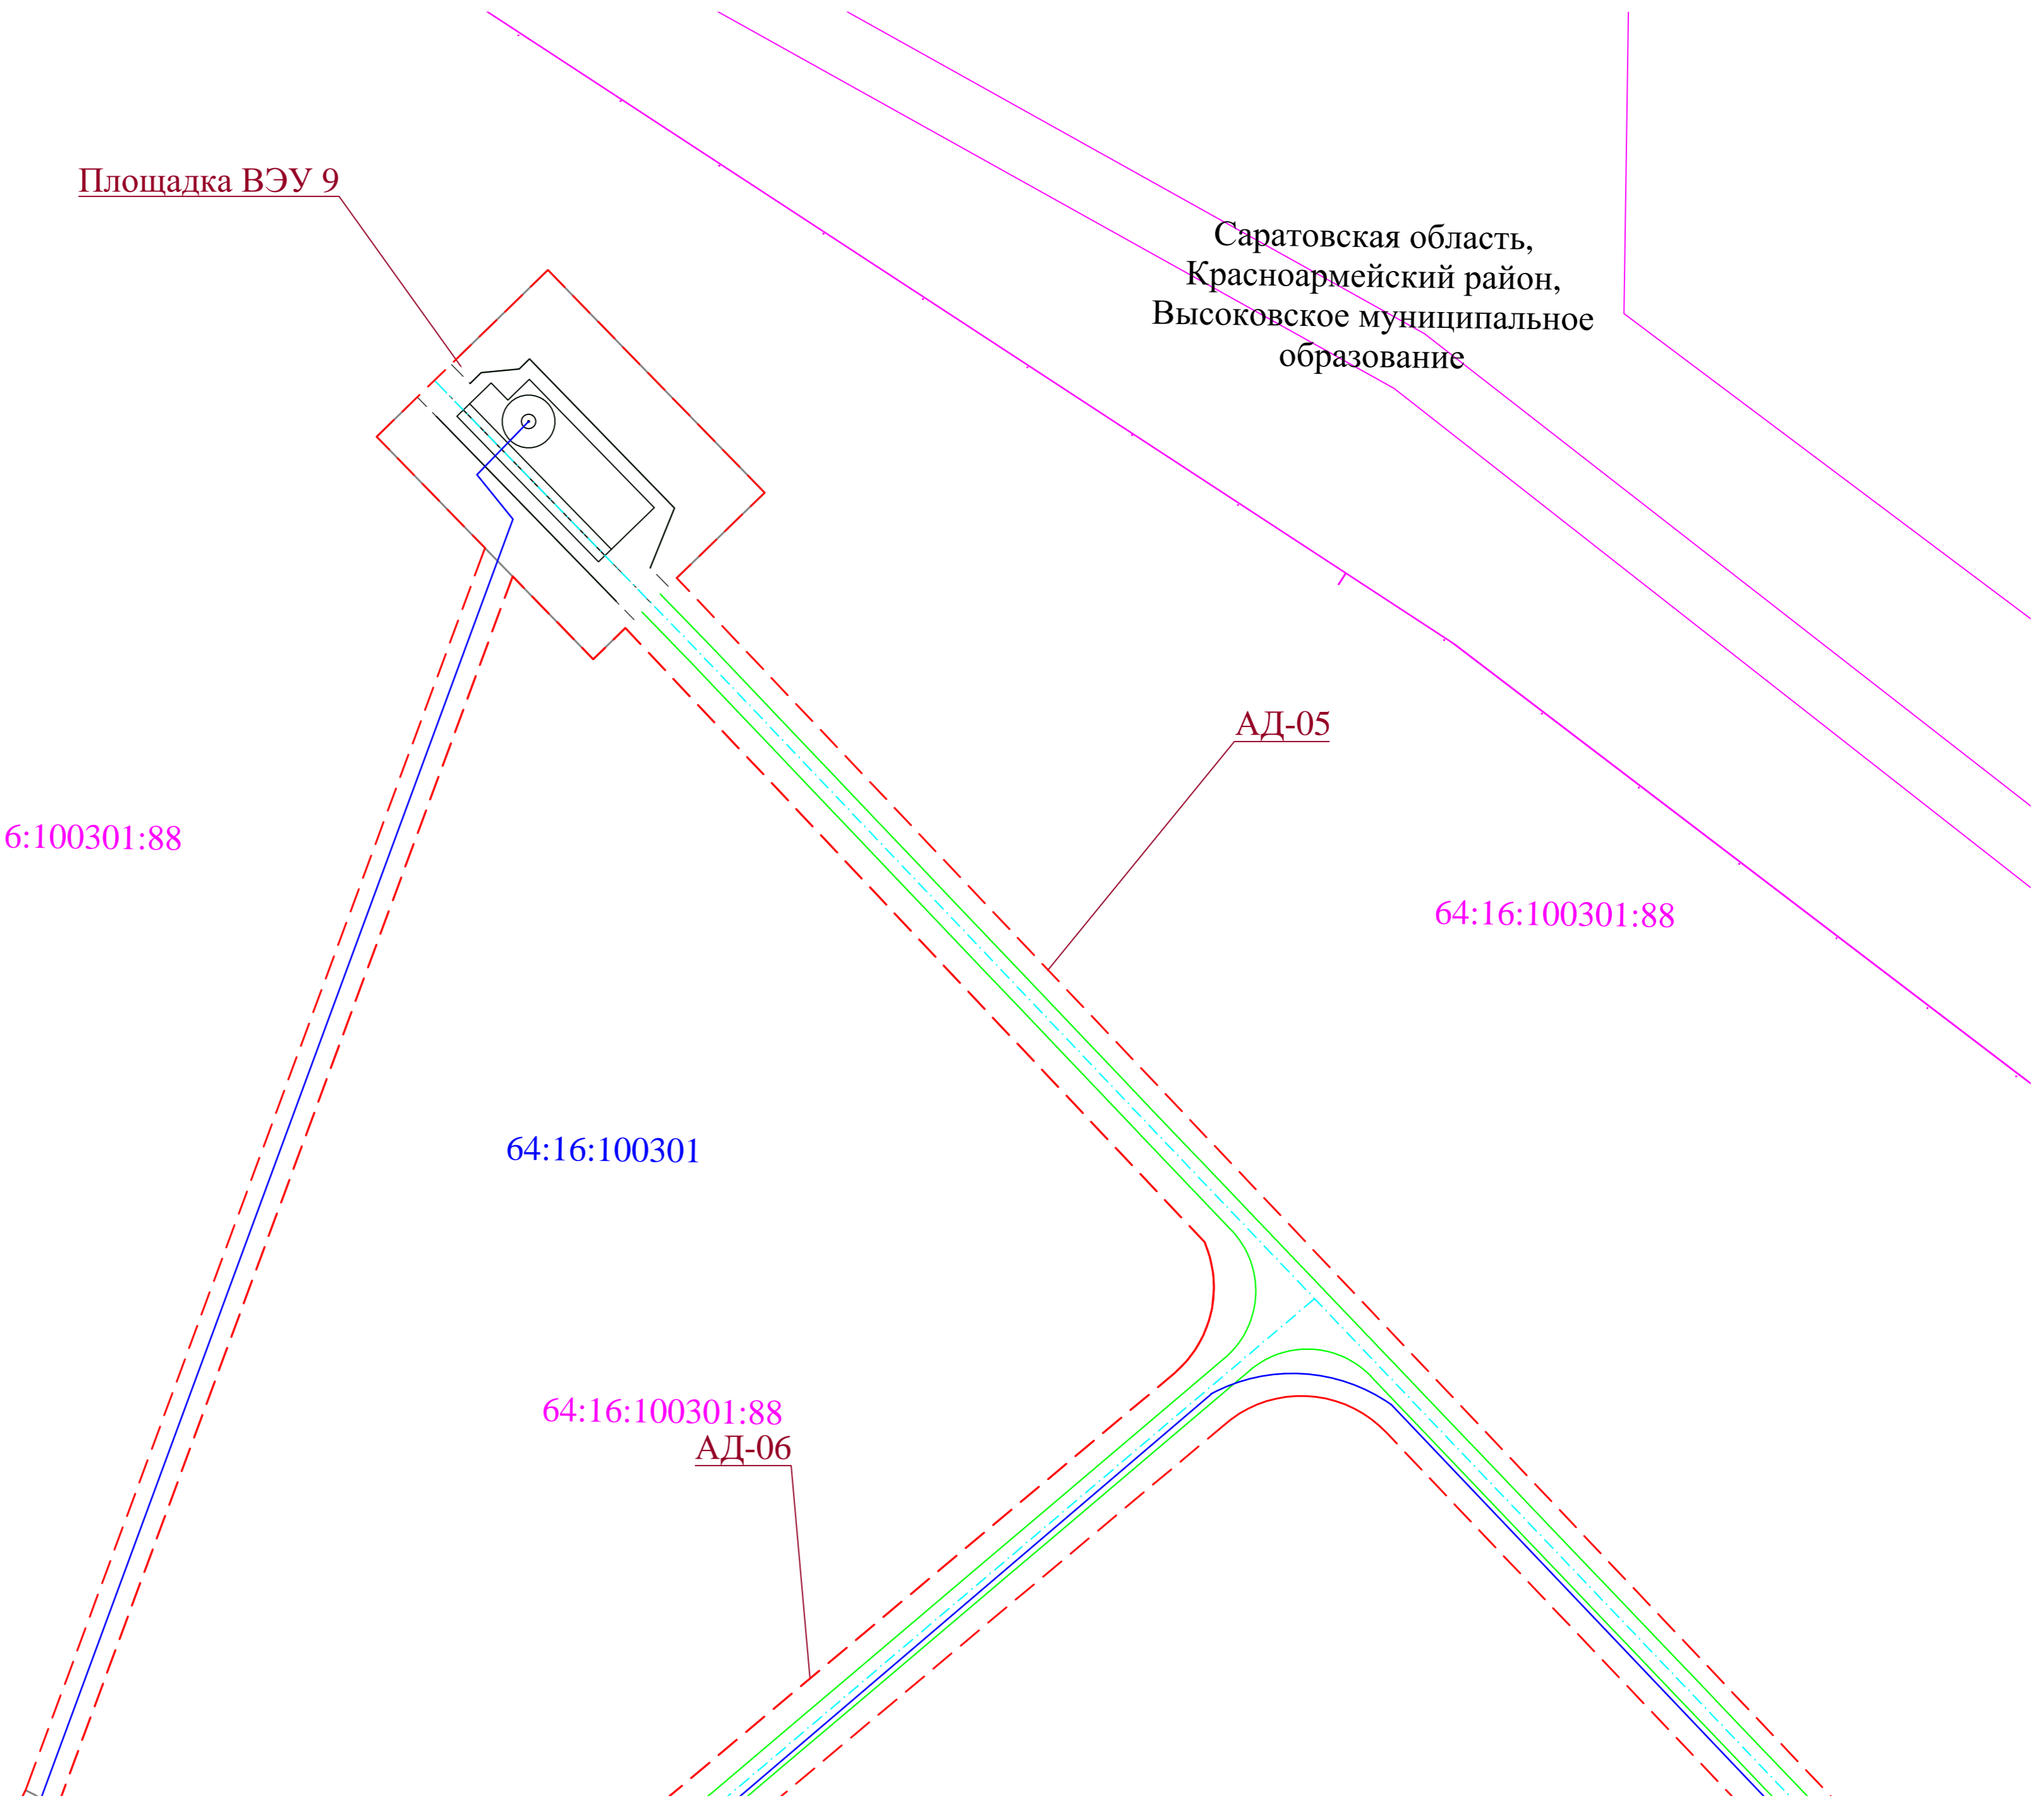 Площадка ВЭУ 9
Саратовская область,
Красноармейский район,
Высоковское муниципальное
образование
АД-05
6:100301:88
64:16:100301:88
64:16:100301
64:16:100301:88
АД-06